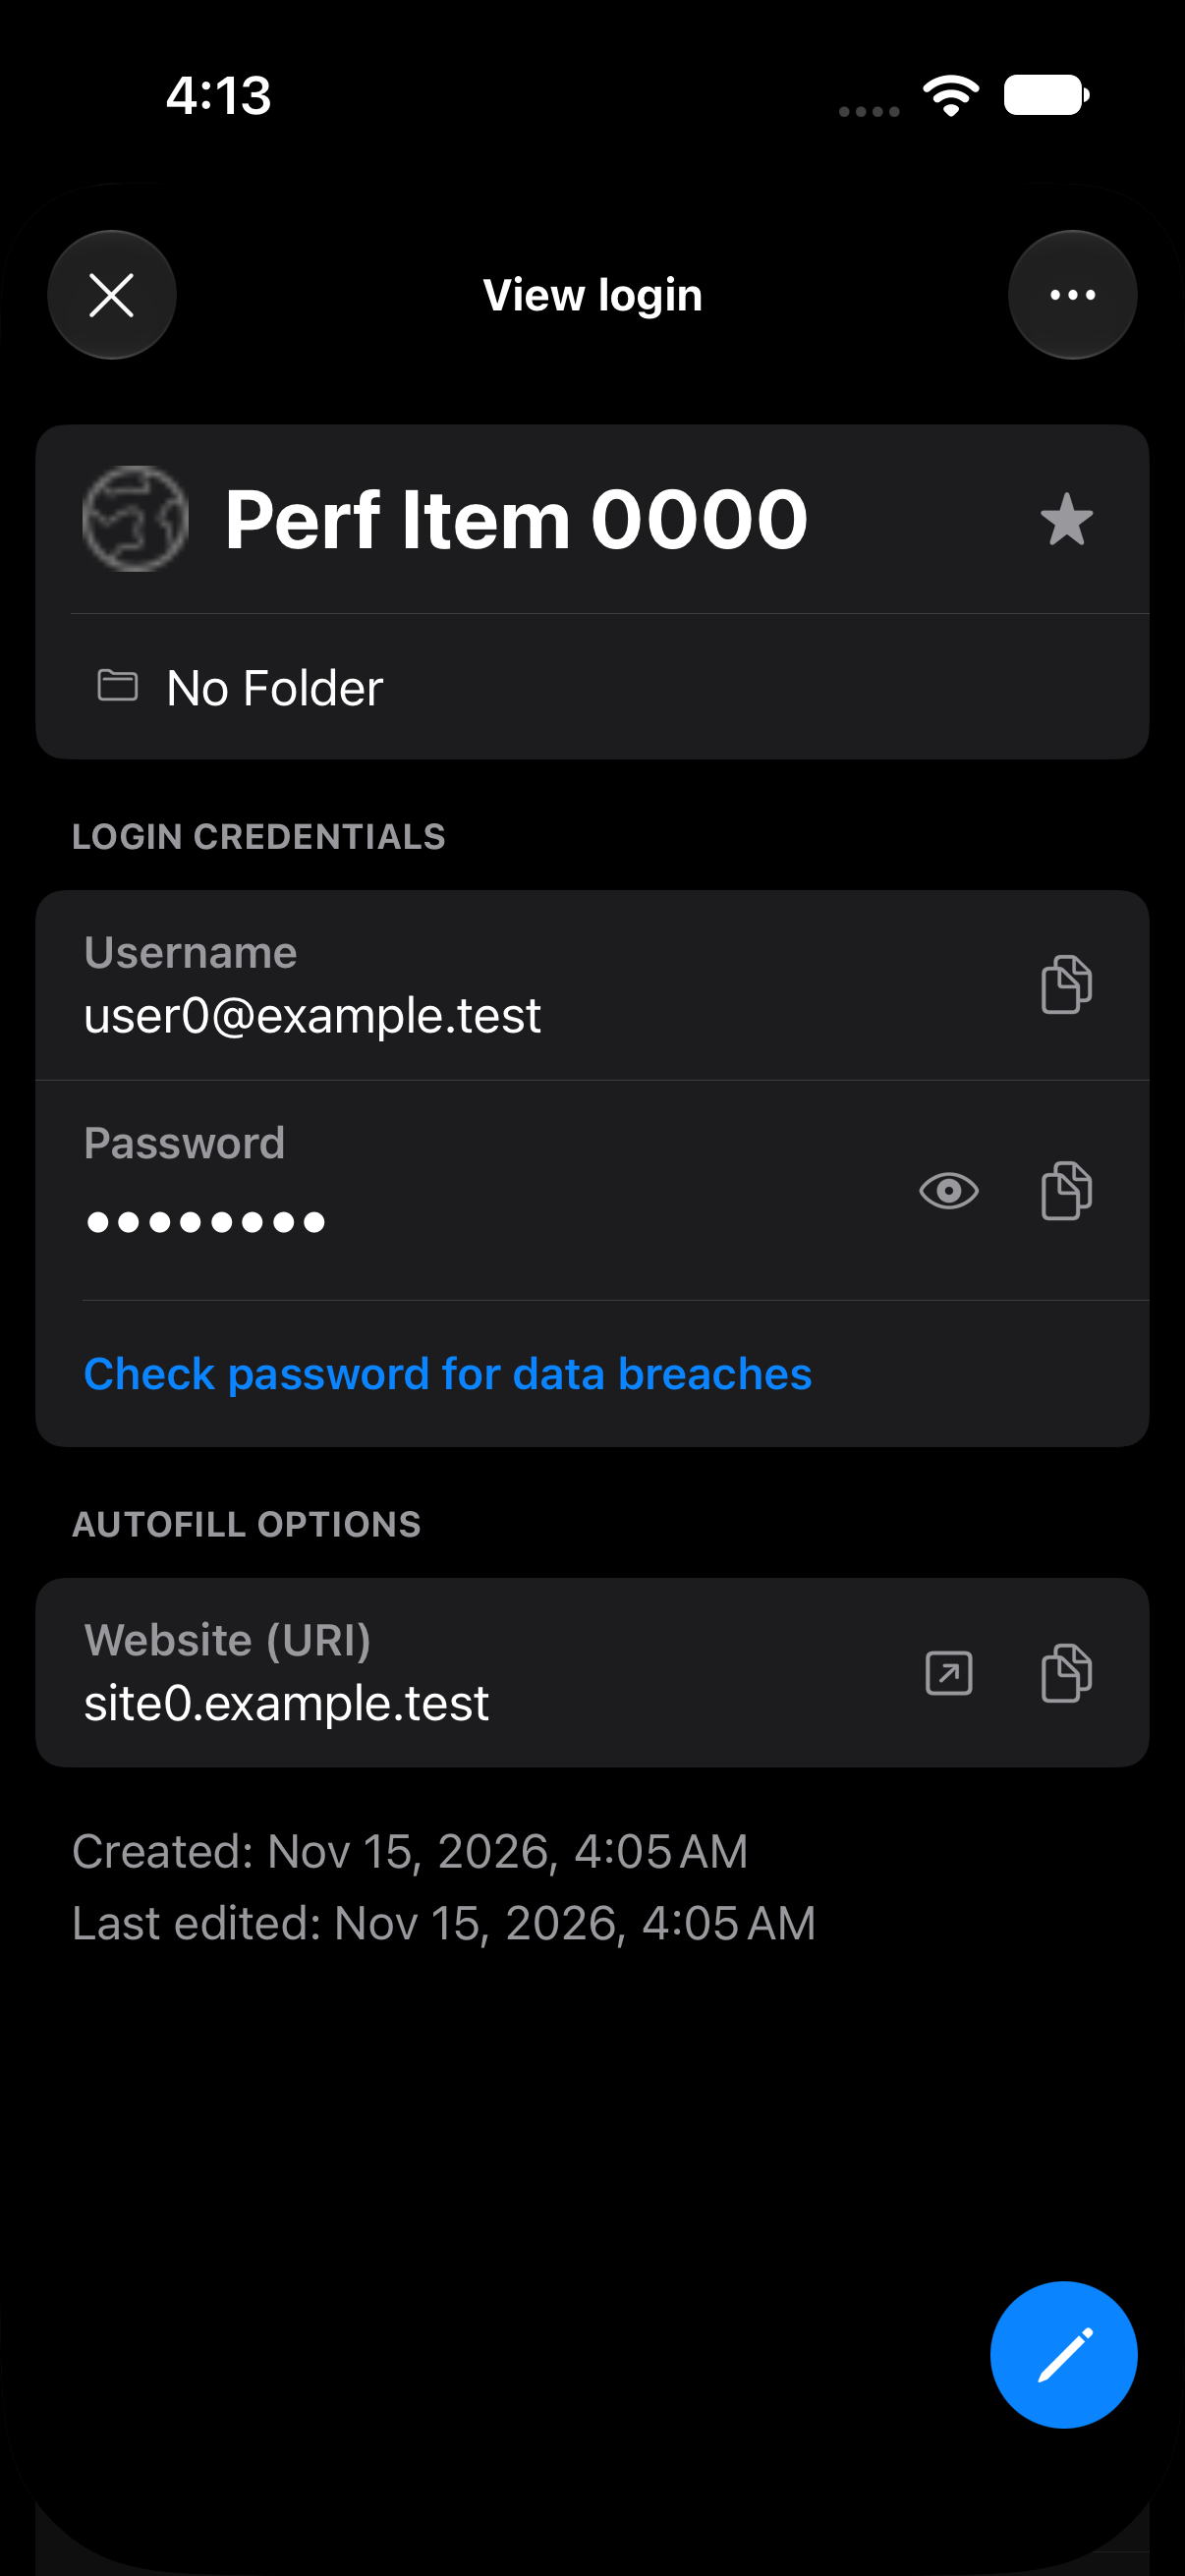 4:13
View login
Perf Item 0000
No Folder
LOGIN CREDENTIALS
Username
user0@example.test
Password
••••••••
Check password for data breaches
AUTOFILL OPTIONS
Website (URI)
site0.example.test
Created: Nov 15, 2026, 4:05 AM
Last edited: Nov 15, 2026, 4:05 AM